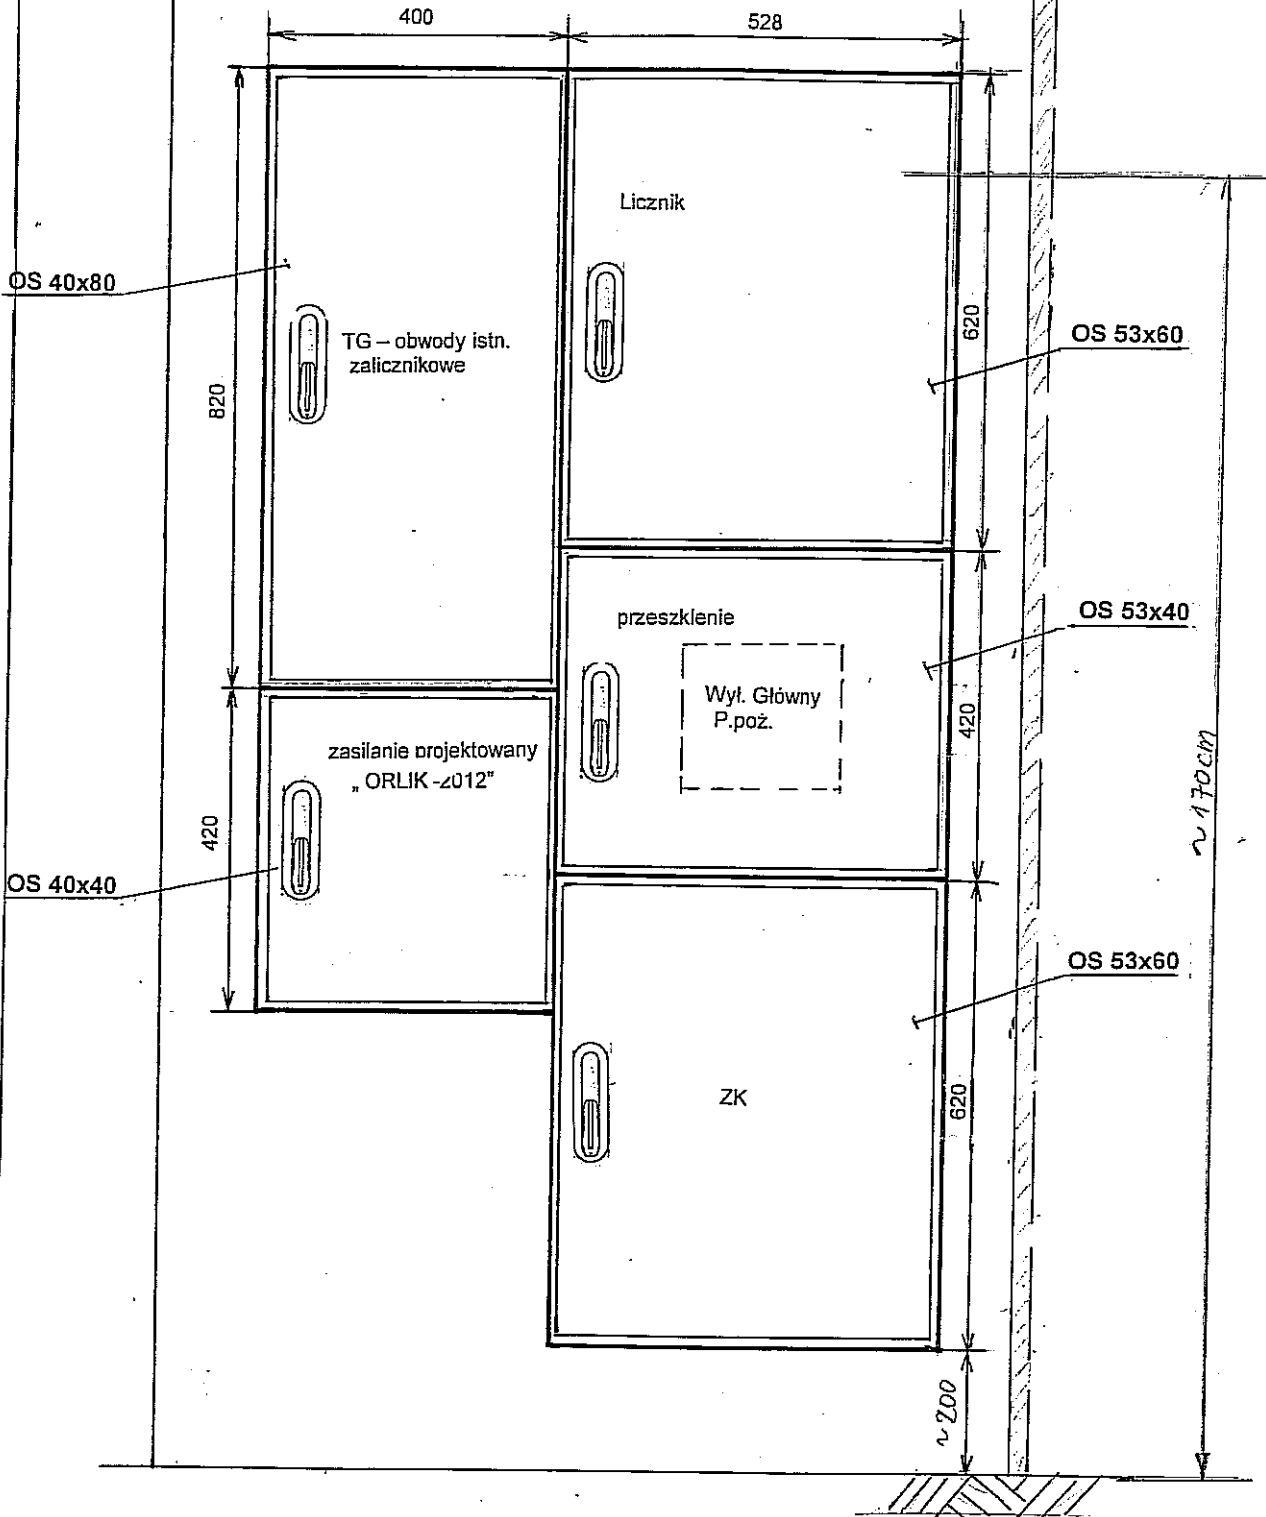 400
528
Licznik
OS 40x80
620
OS 53x60
TG – obwody istn.
zalicznikowe
820
przeszklenie
OS 53x40
Wył. Główny
P.poż.
420
zasilanie projektowany
„ ORLIK -2012"
~170cm
420
OS 40x40
OS 53x60
ZK
620
~200